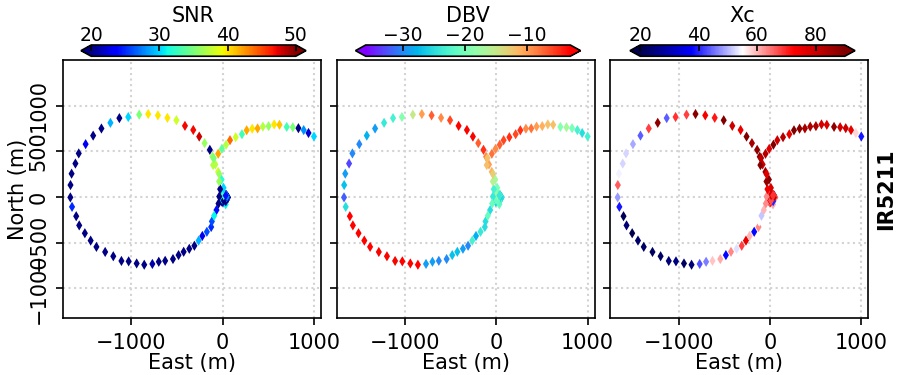 SNR DBV Xc
20 30 40 50 −30 −20 −10 20 40 60 80
North (m)
1000
500
0
−500
−1000
−1000 0 1000 −1000 0 1000 −1000 0 1000
East (m) East (m) East (m)
IR5211